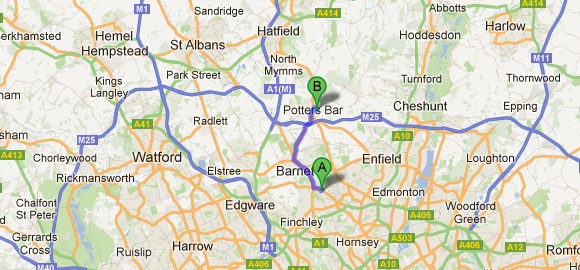 Sandridge
M1
A414
Abbotts
Harlow
erkhamsted
Hemel
Hempstead
St Albans
Hatfield
Hoddesdon
M11
North
Mymms
Park Street
Turnford
Thornwood
Kings
Langley
A1(M)
B
Potters Bar
Cheshunt
Epping
M25
A41
Radlett
M25
A10
A413
Chorleywood
Watford
Elstree
Barnet
A
Enfield
Loughton
Rickmansworth
Edmonton
Chalfont
St Peter
Edgware
A406
Woodford
Green
Finchley
Gerrards
Cross
Ruislip
Harrow
M1
A1
Hornsey
A503
A10
A12
Romfo
A406
A406